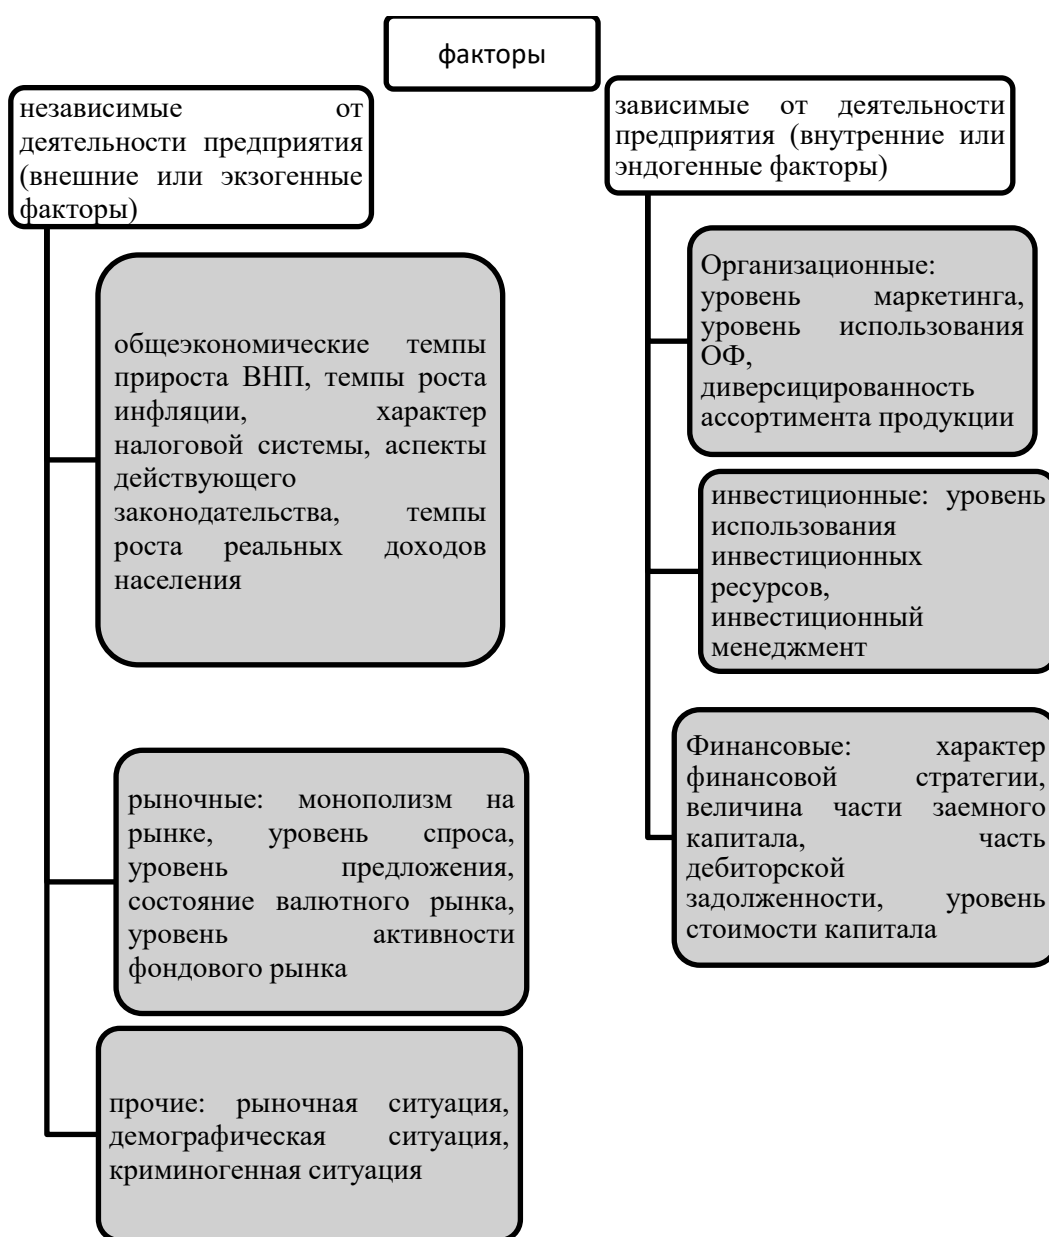 факторы
независимые от
деятельности предприятия
(внешние или экзогенные
факторы)
общеэкономические темпы
прироста ВНП, темпы роста
инфляции, характер
налоговой системы, аспекты
действующего
законодательства, темпы
роста реальных доходов
населения
рыночные: монополизм на
рынке, уровень спроса,
уровень предложения,
состояние валютного рынка,
уровень активности
фондового рынка
прочие: рыночная ситуация,
демографическая ситуация,
криминогенная ситуация
зависимые от деятельности
предприятия (внутренние или
эндогенные факторы)
Организационные:
уровень маркетинга,
уровень использования
ОФ,
диверсицированность
ассортимента продукции
инвестиционные: уровень
использования
инвестиционных
ресурсов,
инвестиционный
менеджмент
Финансовые: характер
финансовой стратегии,
величина части заемного
капитала, часть
дебиторской
задолженности, уровень
стоимости капитала